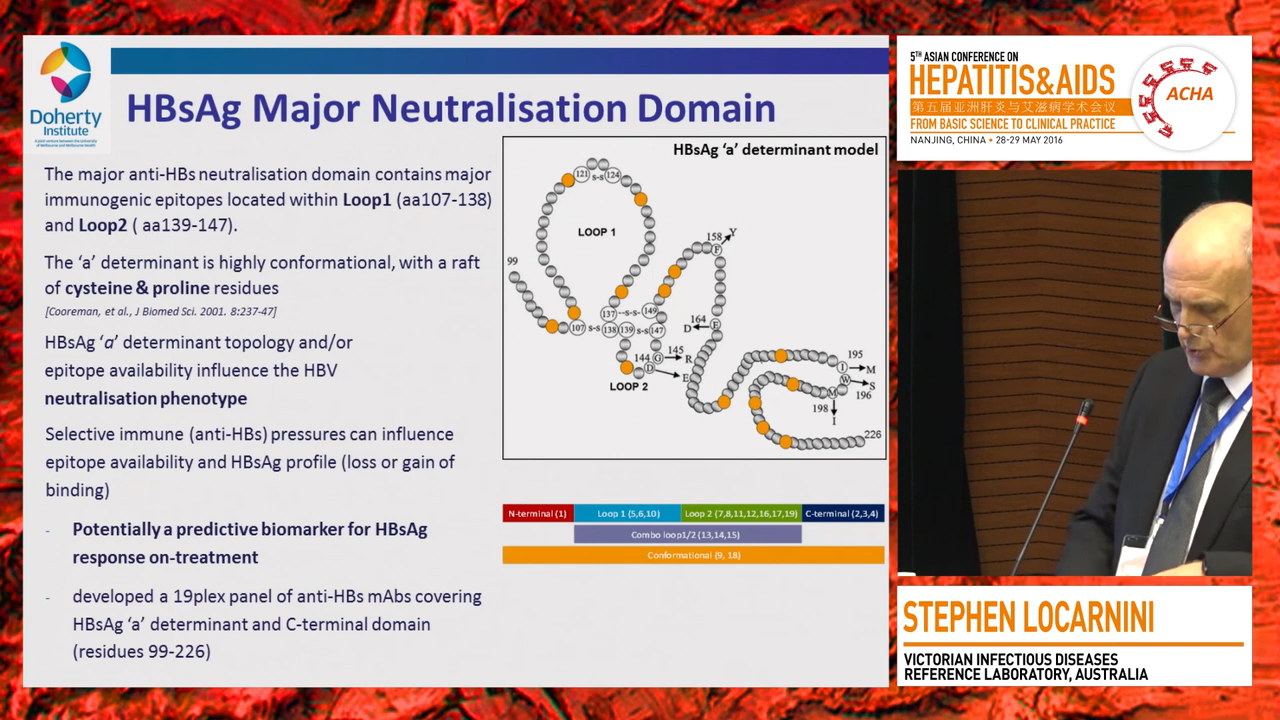 Doherty
Institute
HBsAg Major Neutralisation Domain
The major anti-HBs neutralisation domain contains major
immunogenic epitopes located within Loop1 (aa107-138)
and Loop2 ( aa139-147).
The ‘a’ determinant is highly conformational, with a raft
of cysteine & proline residues
[Cooreman, et al., J Biomed Sci. 2001. 8:237-47]
HBsAg ‘a’ determinant topology and/or
epitope availability influence the HBV
neutralisation phenotype
Selective immune (anti-HBs) pressures can influence
epitope availability and HBsAg profile (loss or gain of
binding)
- Potentially a predictive biomarker for HBsAg
response on-treatment
- developed a 19plex panel of anti-HBs mAbs covering
HBsAg ‘a’ determinant and C-terminal domain
(residues 99-226)
HBsAg ‘a’ determinant model
121 s-s 124
LOOP 1
99
158 Y
F
137 --s-s- 149
107 s-s 138 139 s-s 147
164
D E
144 G 145 R
D E
LOOP 2
195
I M
W S
196
M
198
I
226
N-terminal (1) Loop 1 (5,6,10) Loop 2 (7,8,11,12,16,17,19) C-terminal (2,3,4)
Combo loop1/2 (13,14,15)
Conformational (9, 18)
5TH ASIAN CONFERENCE ON
HEPATITIS&AIDS
第五届亚洲肝炎与艾滋病学术会议
FROM BASIC SCIENCE TO CLINICAL PRACTICE
NANJING, CHINA • 28-29 MAY 2016
ACHA
STEPHEN LOCARNINI
VICTORIAN INFECTIOUS DISEASES
REFERENCE LABORATORY, AUSTRALIA